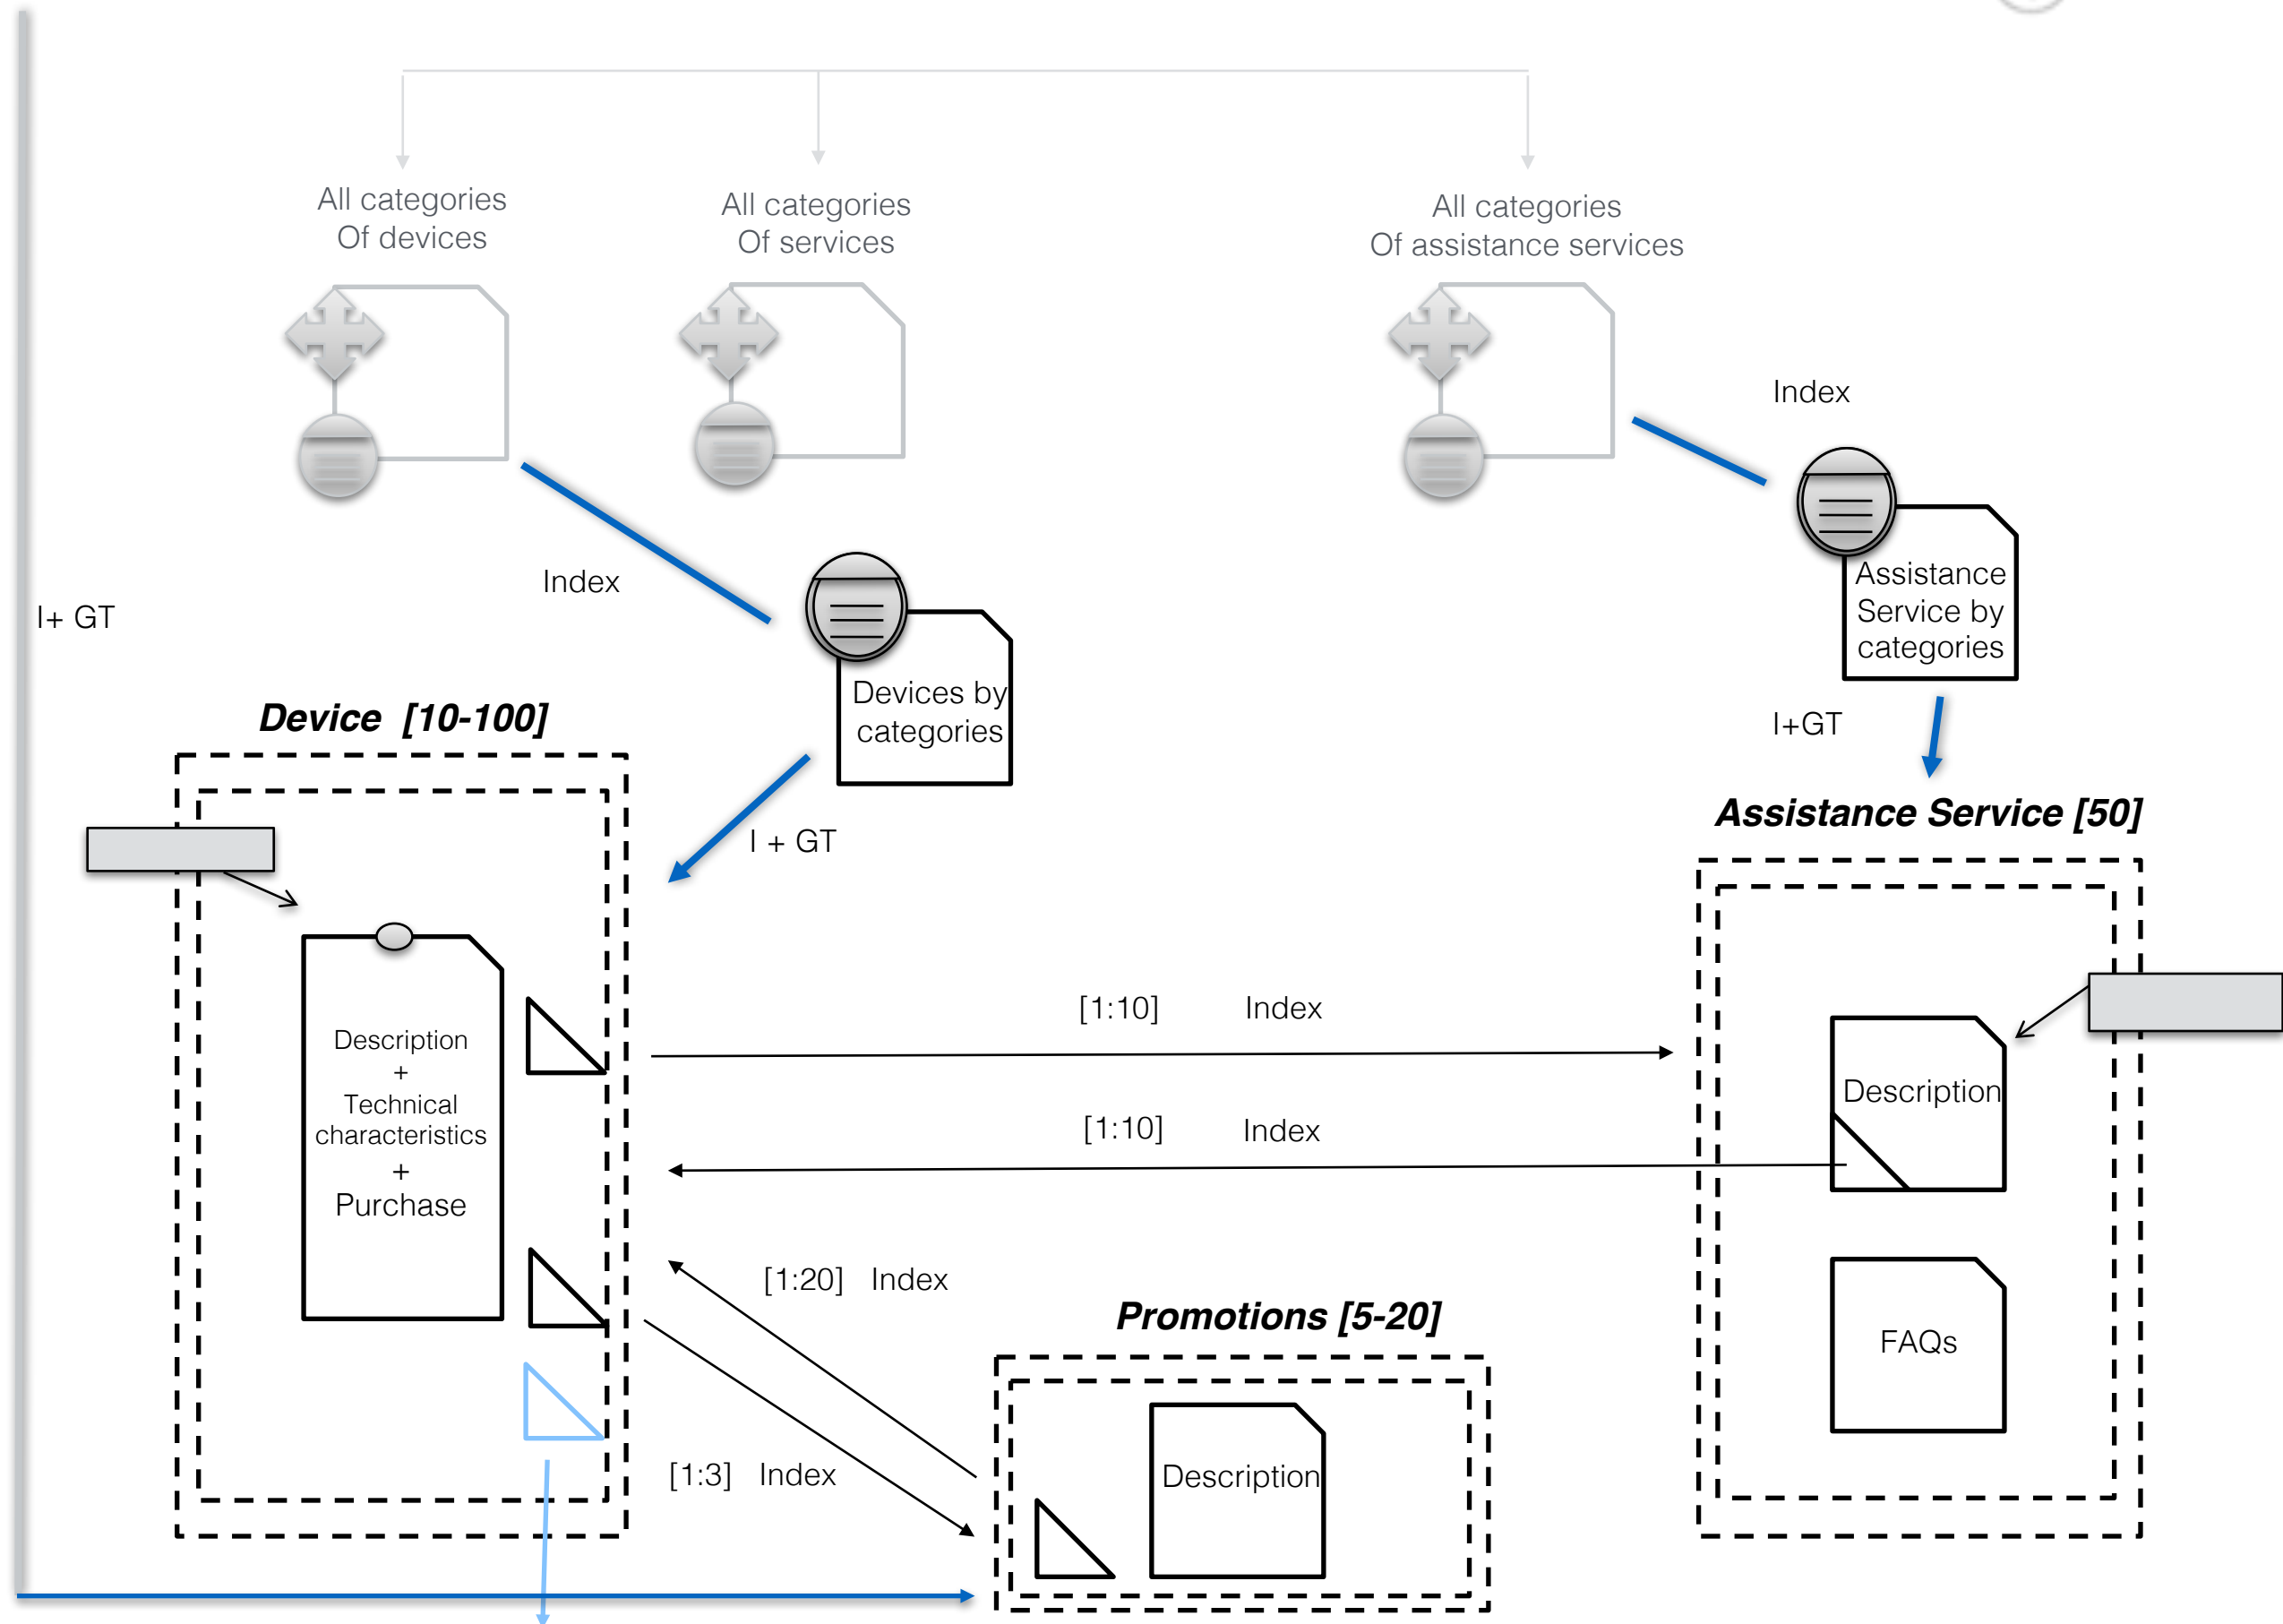 All categories
Of devices
All categories
Of services
All categories
Of assistance services
Index
Index
Assistance
Service by
categories
I+ GT
Devices by
categories
Device [10-100]
I+GT
Assistance Service [50]
I + GT
[1:10] Index
Description
+
Technical
characteristics
+
Purchase
Description
[1:10] Index
[1:20] Index
Promotions [5-20]
FAQs
[1:3] Index
Description